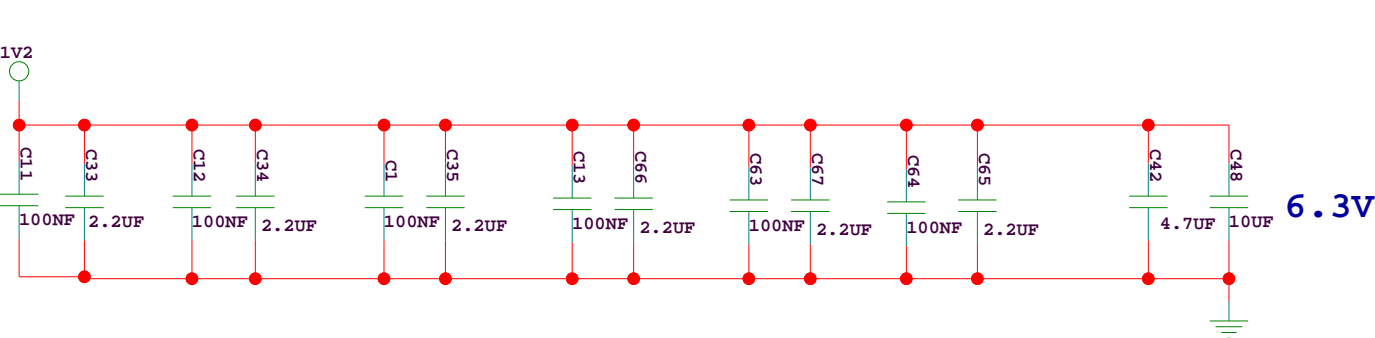 1V2
C11
C33
C12
C34
C1
C35
C13
C66
C63
C67
C64
C65
C42
C48
100NF
2.2UF
100NF
2.2UF
100NF
2.2UF
100NF
2.2UF
100NF
2.2UF
100NF
2.2UF
4.7UF
10UF
6.3V